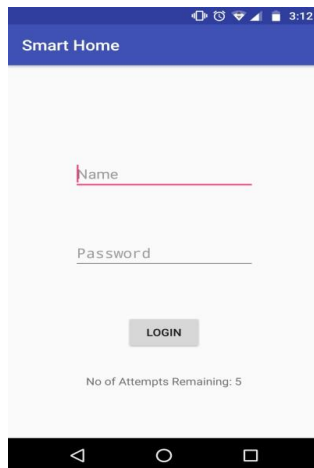 3:12
Smart Home
Name
Password
LOGIN
No of Attempts Remaining: 5